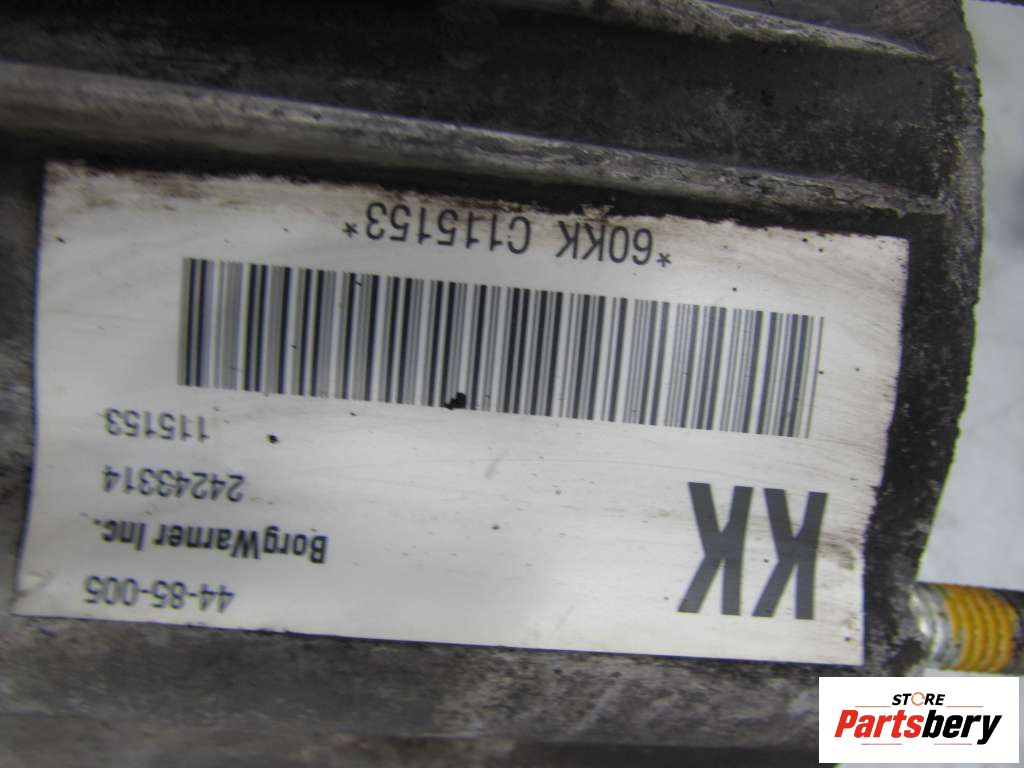 44-85-005
BorgWarner Inc.
24243314
115153
KK
*60KK C115153*
STORE
Partsbery